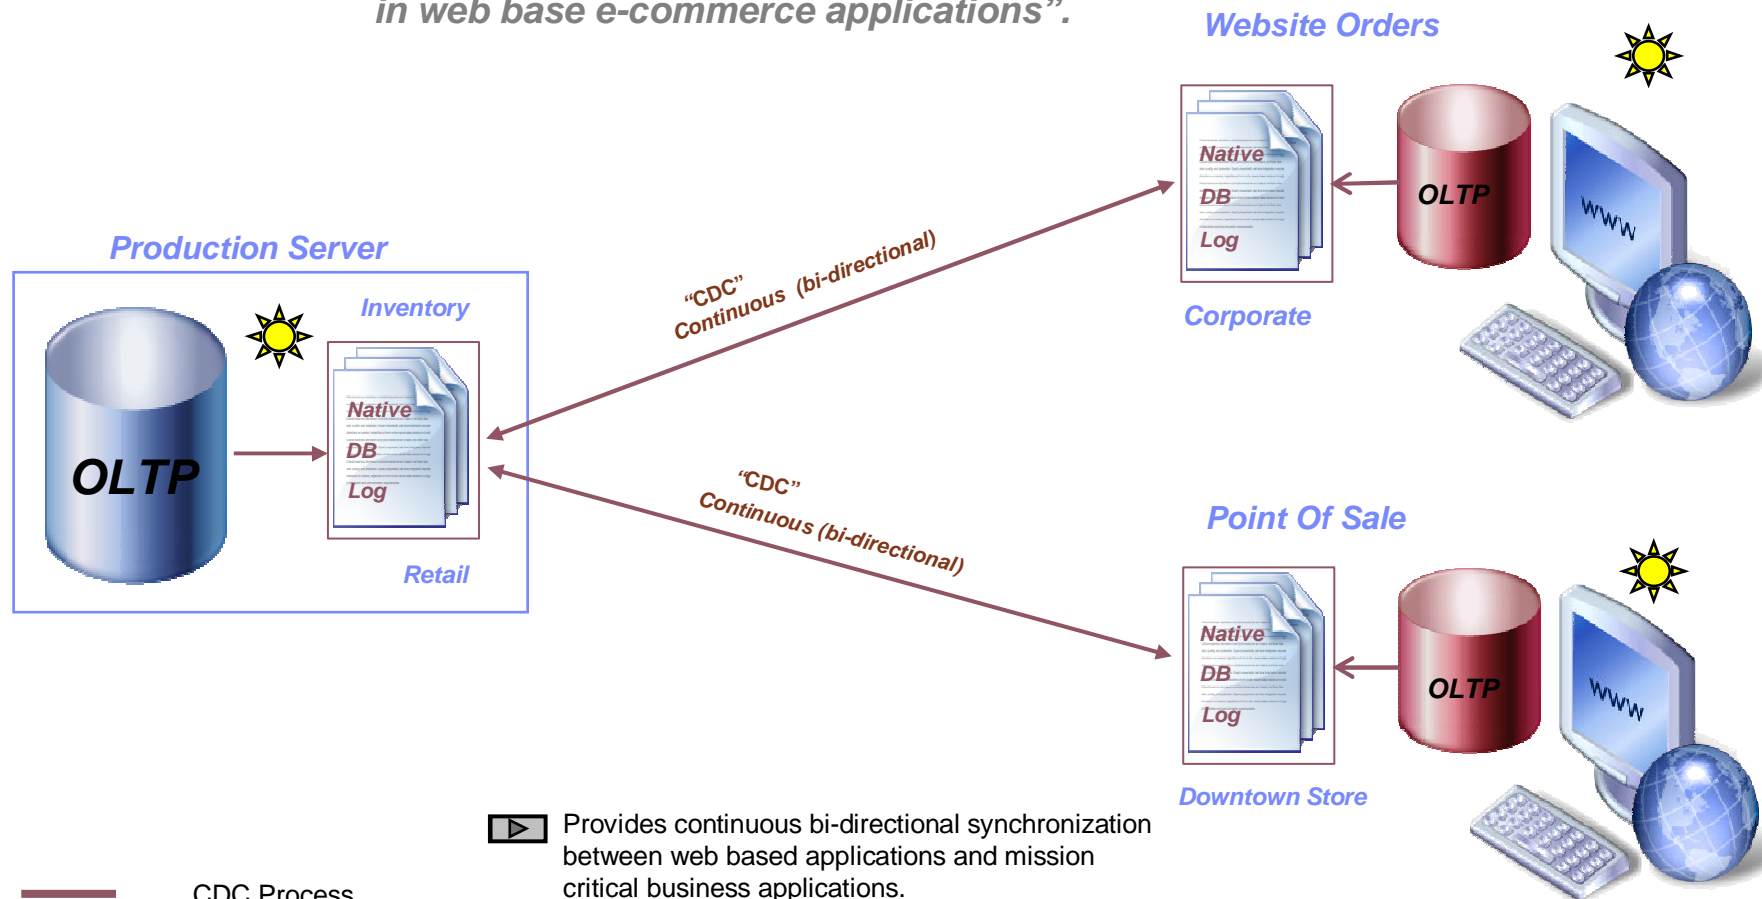 in web base e-commerce applications”.
Website Orders
Native
DB
Log
OLTP
WWW
Corporate
Production Server
Inventory
OLTP
Native
DB
Log
Retail
“CDC”
Continuous (bi-directional)
“CDC”
Continuous (bi-directional)
Point Of Sale
Native
DB
Log
OLTP
WWW
Downtown Store
Provides continuous bi-directional synchronization
between web based applications and mission
critical business applications.
CDC Process